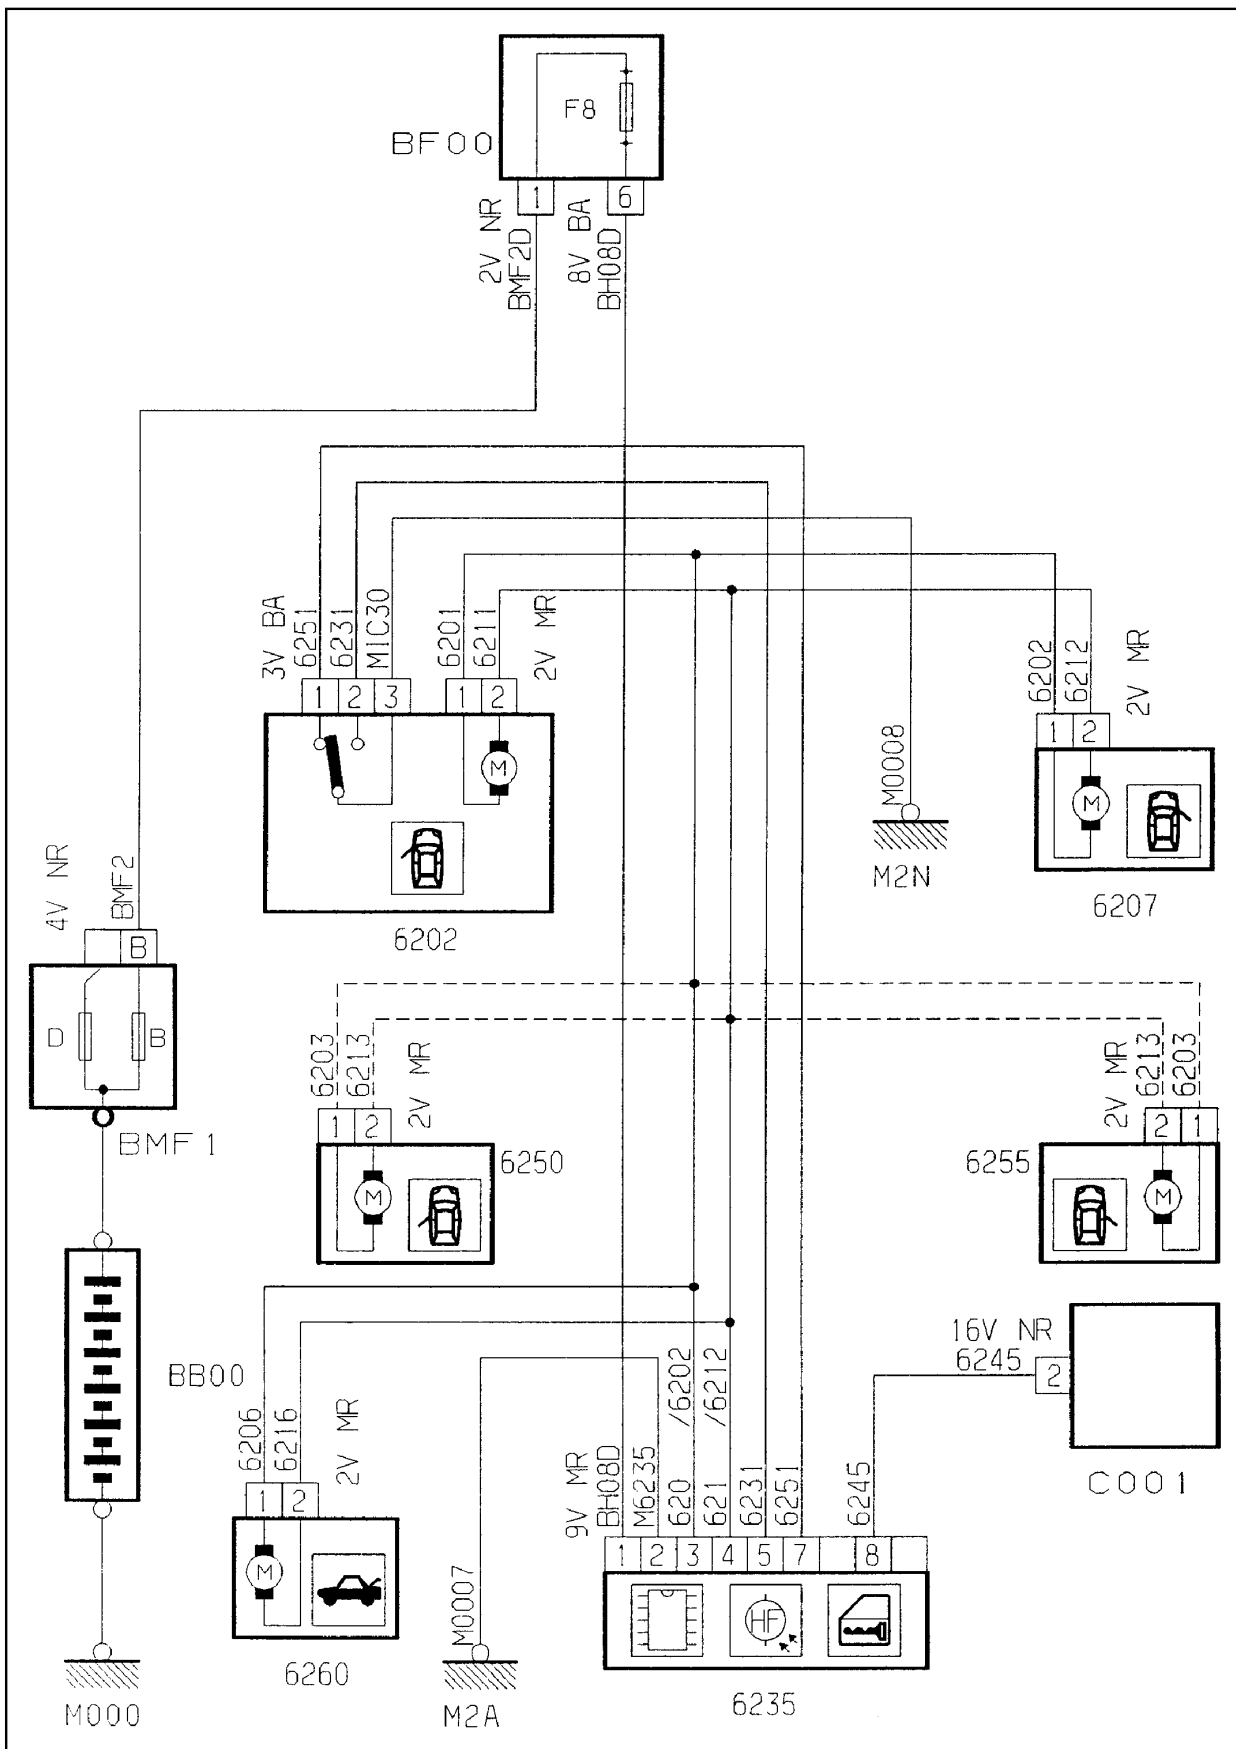 F8
BF00
1
6
2V NR
BMF2D
8V BA
BH08D
3V BA
6251
6231
MIC30
6201
6211
2V MR
1
2
3
1
2
M
6202
M0008
M2N
6202
6212
2V MR
1
2
M
6207
4V NR
BMF2
B
D
B
BMF1
6203
6213
2V MR
1
2
M
6250
2V MR
6213
6203
2
1
M
6255
BB00
M000
6206
6216
2V MR
1
2
M
6260
M0007
M2A
9V MR
BH08D
M6235
620 /6202
621 /6212
6231
6251
6245
1
2
3
4
5
7
8
HF
6235
16V NR
6245
2
C001